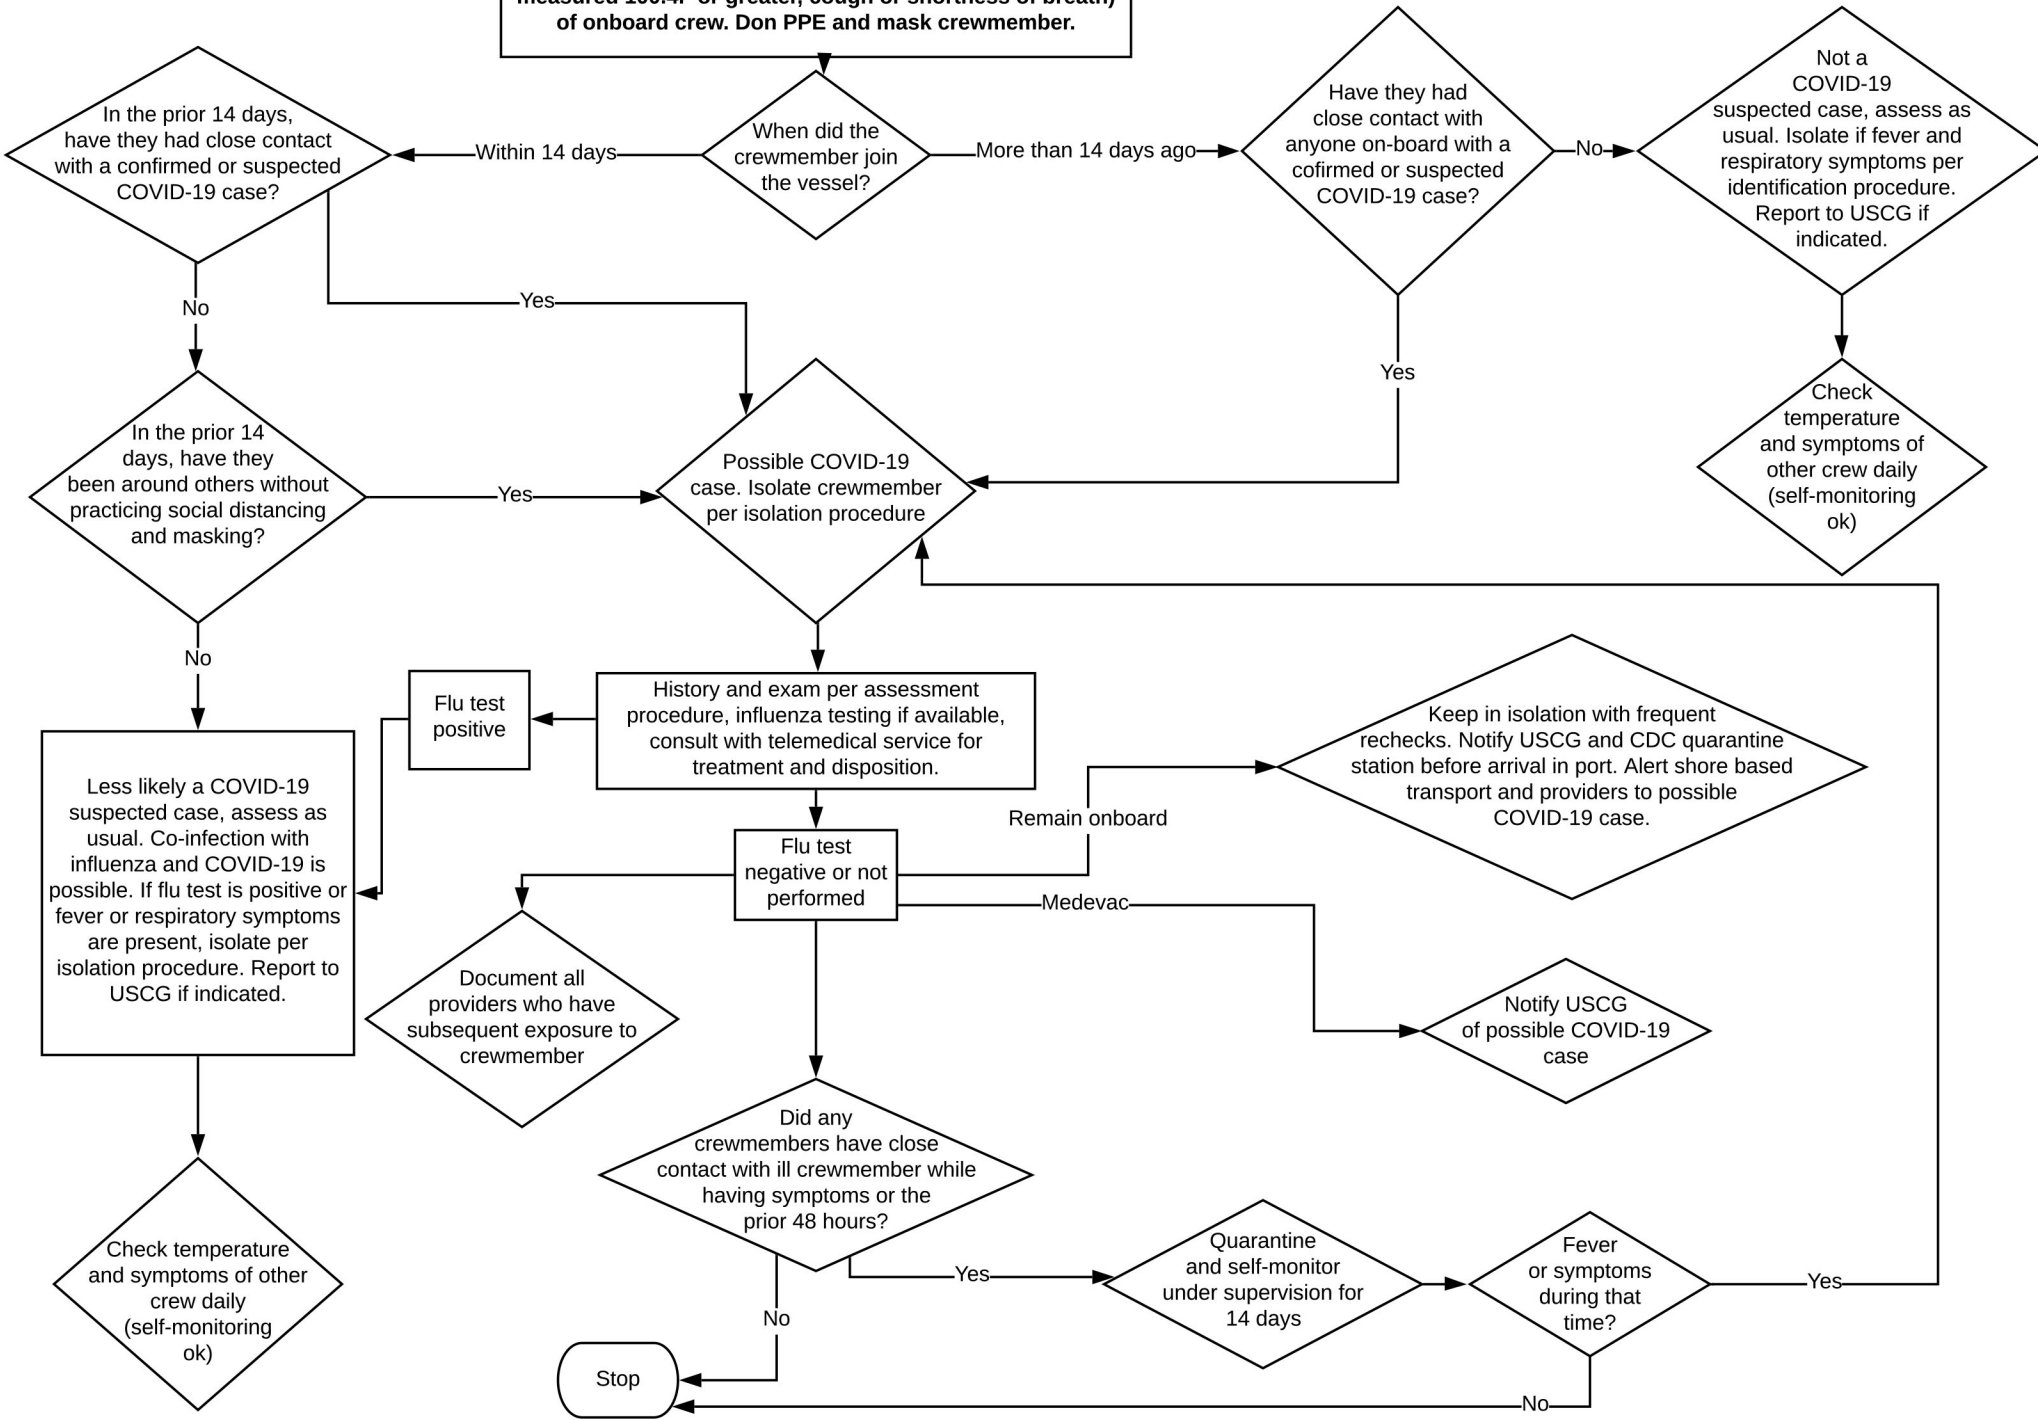 of onboard crew. Don PPE and mask crewmember.
In the prior 14 days,
have they had close contact
with a confirmed or suspected
COVID-19 case?
Within 14 days
When did the
crewmember join
the vessel?
More than 14 days ago
Have they had
close contact with
anyone on-board with a
cofirmed or suspected
COVID-19 case?
No
Not a
COVID-19
suspected case, assess as
usual. Isolate if fever and
respiratory symptoms per
identification procedure.
Report to USCG if
indicated.
No
Yes
Yes
In the prior 14
days, have they
been around others without
practicing social distancing
and masking?
Yes
Possible COVID-19
case. Isolate crewmember
per isolation procedure
Check
temperature
and symptoms of
other crew daily
(self-monitoring
ok)
No
Flu test
positive
History and exam per assessment
procedure, influenza testing if available,
consult with telemedical service for
treatment and disposition.
Keep in isolation with frequent
rechecks. Notify USCG and CDC quarantine
station before arrival in port. Alert shore based
transport and providers to possible
COVID-19 case.
Less likely a COVID-19
suspected case, assess as
usual. Co-infection with
influenza and COVID-19 is
possible. If flu test is positive or
fever or respiratory symptoms
are present, isolate per
isolation procedure. Report to
USCG if indicated.
Remain onboard
Flu test
negative or not
performed
Medevac
Document all
providers who have
subsequent exposure to
crewmember
Notify USCG
of possible COVID-19
case
Did any
crewmembers have close
contact with ill crewmember while
having symptoms or the
prior 48 hours?
Check temperature
and symptoms of other
crew daily
(self-monitoring
ok)
Yes
Quarantine
and self-monitor
under supervision for
14 days
Fever
or symptoms
during that
time?
Yes
No
Stop
No